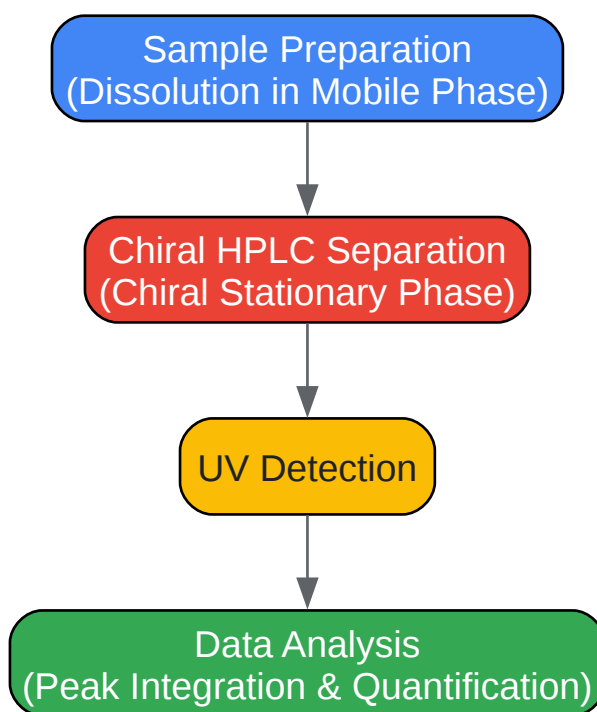 Sample Preparation
(Dissolution in Mobile Phase)
Chiral HPLC Separation
(Chiral Stationary Phase)
UV Detection
Data Analysis
(Peak Integration & Quantification)